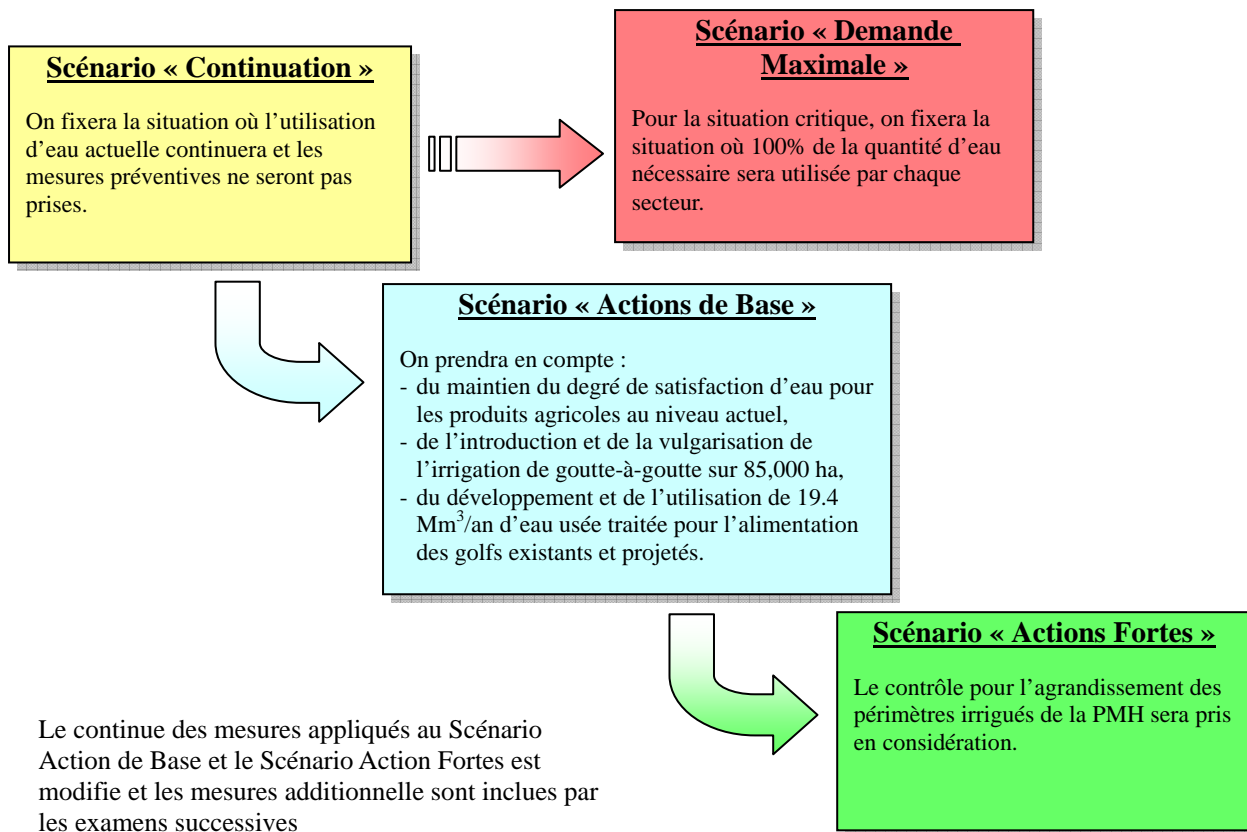 Scénario « Continuation »
On fixera la situation où l’utilisation
d’eau actuelle continuera et les
mesures préventives ne seront pas
prises.
Scénario « Demande
Maximale »
Pour la situation critique, on fixera la
situation où 100% de la quantité d’eau
nécessaire sera utilisée par chaque
secteur.
Scénario « Actions de Base »
On prendra en compte :
- du maintien du degré de satisfaction d’eau pour
les produits agricoles au niveau actuel,
- de l’introduction et de la vulgarisation de
l’irrigation de goutte-à-goutte sur 85,000 ha,
- du développement et de l’utilisation de 19.4
Mm³/an d’eau usée traitée pour l’alimentation
des golfs existants et projetés.
Scénario « Actions Fortes »
Le contrôle pour l’agrandissement des
périmètres irrigués de la PMH sera pris
en considération.
Le continue des mesures appliqués au Scénario
Action de Base et le Scénario Action Fortes est
modifie et les mesures additionnelle sont inclues par
les examens successives